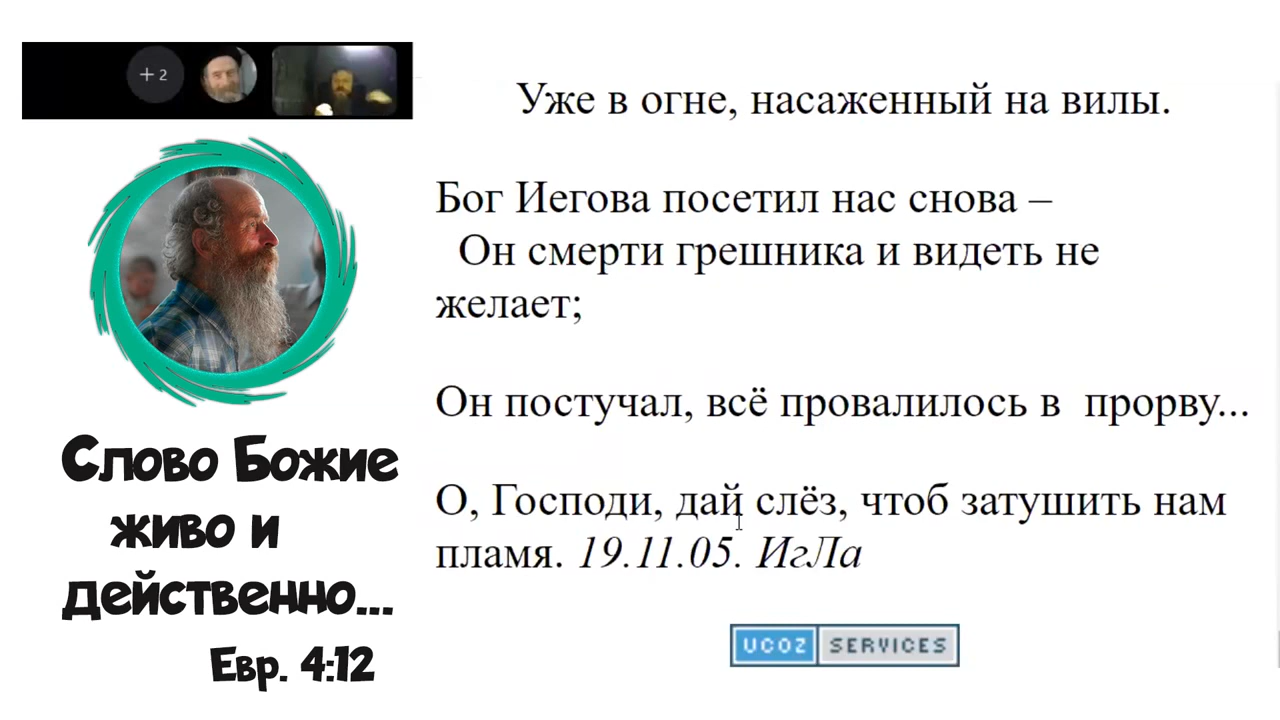 +2
Уже в огне, насаженный на вилы.
Бог Иегова посетил нас снова –
Он смерти грешника и видеть не
желает;
Он постучал, всё провалилось в прорву...
О, Господи, дай слёз, чтоб затушить нам
пламя. 19.11.05. ИгЛа
UCOZ SERVICES
Слово Божие
живо и
действенно...
Евр. 4:12